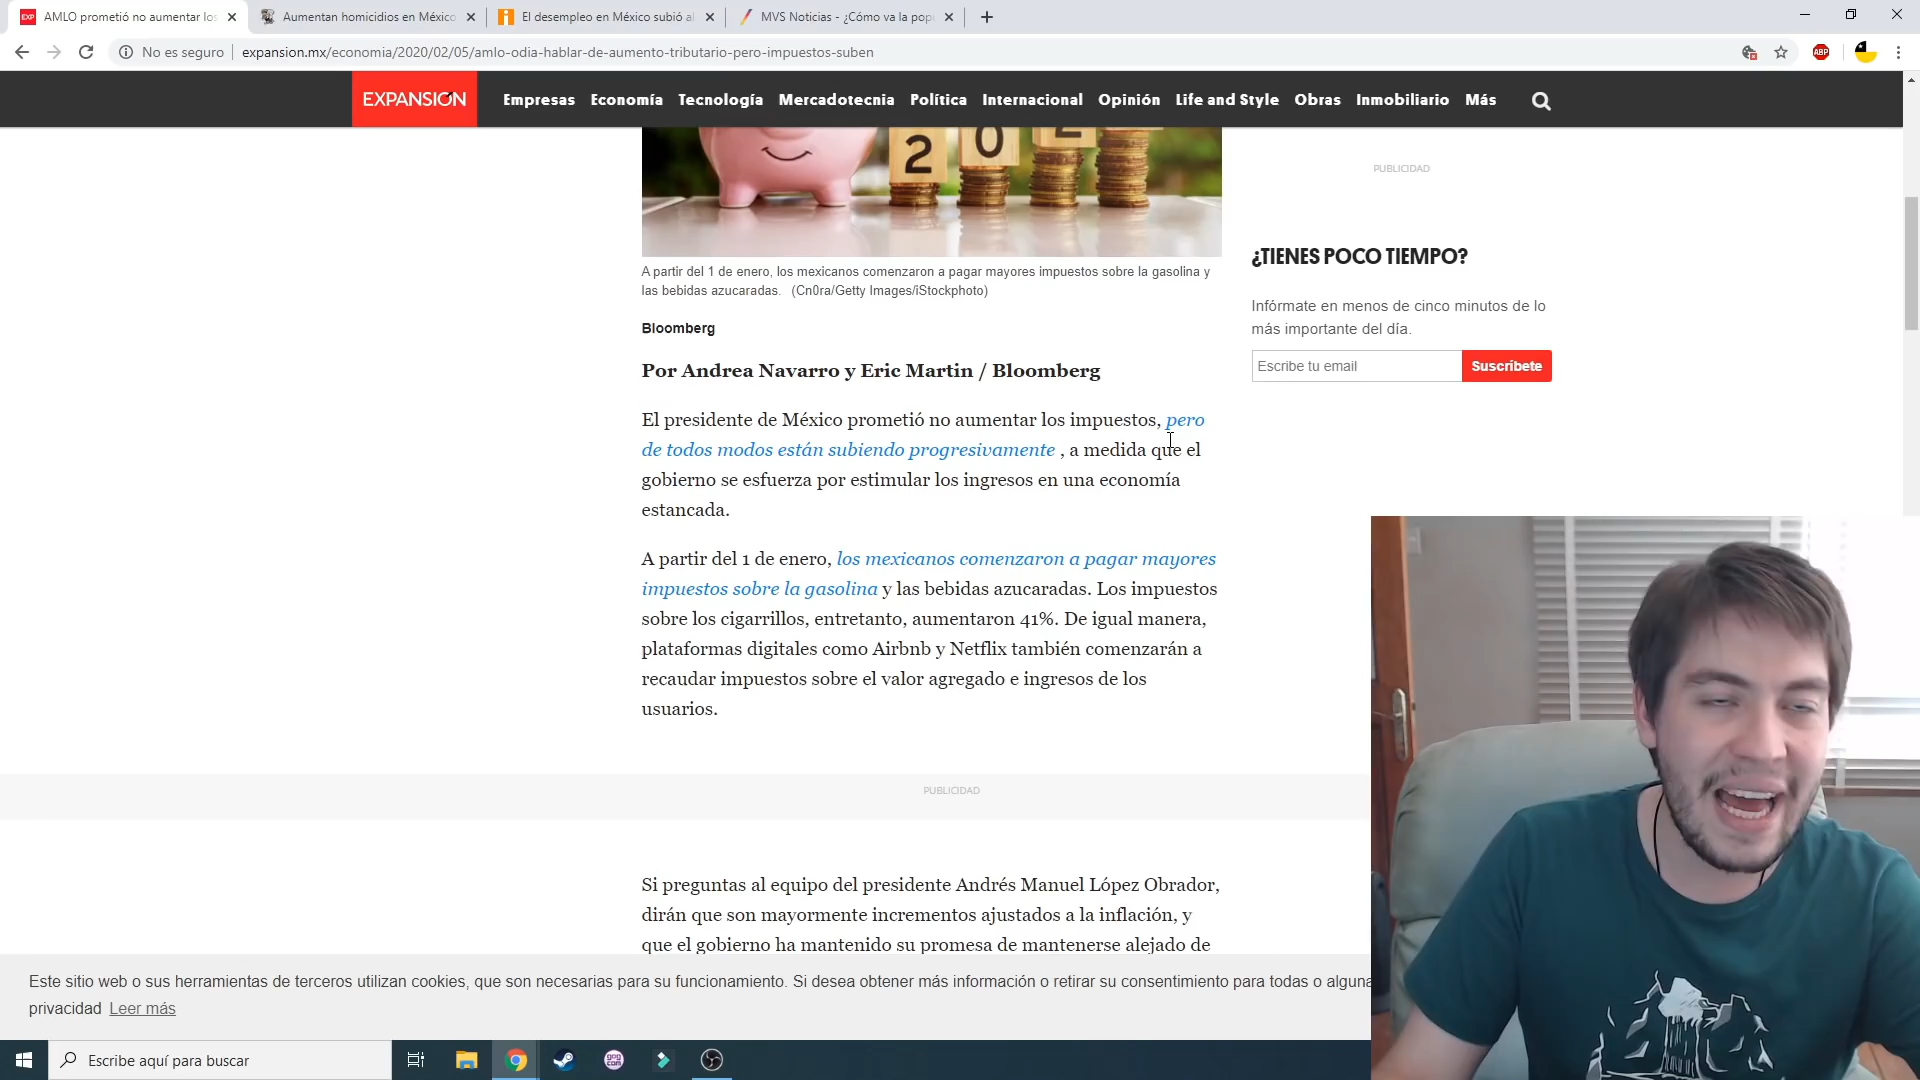 EXP AMLO prometió no aumentar los
Aumentan homicidios en México
El desempleo en México subió al
MVS Noticias - ¿Cómo va la popu
No es seguro
expansion.mx/economia/2020/02/05/amlo-odia-hablar-de-aumento-tributario-pero-impuestos-suben
ABP
EXPANSIÓN
Empresas Economía Tecnología Mercadotecnia Política Internacional Opinión Life and Style Obras Inmobiliario Más
2 0 2
PUBLICIDAD
A partir del 1 de enero, los mexicanos comenzaron a pagar mayores impuestos sobre la gasolina y
las bebidas azucaradas. (Cn0ra/Getty Images/iStockphoto)
Bloomberg
Por Andrea Navarro y Eric Martin / Bloomberg
El presidente de México prometió no aumentar los impuestos, pero
de todos modos están subiendo progresivamente , a medida que el
gobierno se esfuerza por estimular los ingresos en una economía
estancada.
A partir del 1 de enero, los mexicanos comenzaron a pagar mayores
impuestos sobre la gasolina y las bebidas azucaradas. Los impuestos
sobre los cigarrillos, entretanto, aumentaron 41%. De igual manera,
plataformas digitales como Airbnb y Netflix también comenzarán a
recaudar impuestos sobre el valor agregado e ingresos de los
usuarios.
¿TIENES POCO TIEMPO?
Infórmate en menos de cinco minutos de lo
más importante del día.
Escribe tu email
Suscríbete
PUBLICIDAD
Si preguntas al equipo del presidente Andrés Manuel López Obrador,
dirán que son mayormente incrementos ajustados a la inflación, y
que el gobierno ha mantenido su promesa de mantenerse alejado de
Este sitio web o sus herramientas de terceros utilizan cookies, que son necesarias para su funcionamiento. Si desea obtener más información o retirar su consentimiento para todas o alguna
privacidad Leer más
Escribe aquí para buscar
GOG COM